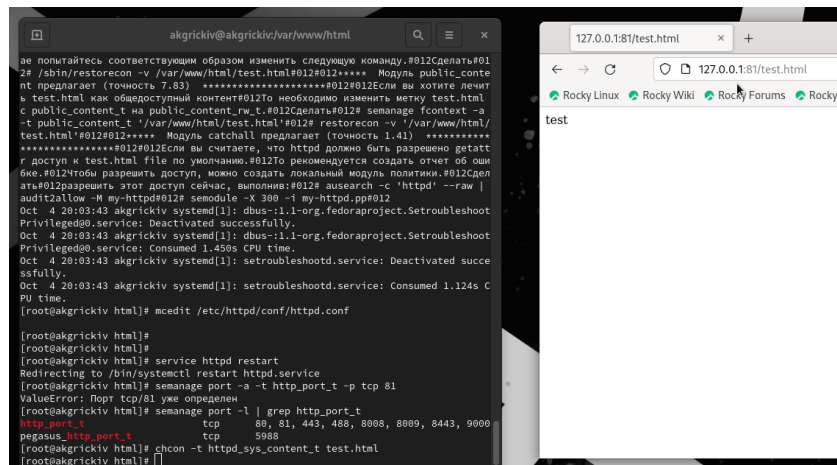 akgrickiv@akgrickiv:/var/www/html
ае попытайтесь соответствующим образом изменить следующую команду.#012Сделать#01
2# /sbin/restorecon -v /var/www/html/test.html#012#012***** Модуль public_conte
nt предлагает (точность 7.83) ******************#012#012Если вы хотите лечит
ь test.html как общедоступный контент#012То необходимо изменить метку test.html
с public_content_t на public_content_rw_t.#012Сделать#012# semanage fcontext -a
-t public_content_t '/var/www/html/test.html'#012# restorecon -v '/var/www/html/
test.html'#012#012***** Модуль catchall предлагает (точность 1.41) ***********
****************#012#012Если вы считаете, что httpd должно быть разрешено getatt
r доступ к test.html file по умолчанию.#012То рекомендуется создать отчет об оши
бке.#012Чтобы разрешить доступ, можно создать локальный модуль политики.#012Сдел
ать#012разрешить этот доступ сейчас, выполнив:#012# ausearch -c 'httpd' --raw |
audit2allow -M my-httpd#012# semodule -X 300 -i my-httpd.pp#012
Oct 4 20:03:43 akgrickiv systemd[1]: dbus-:1.1-org.fedoraproject.Setroubleshoot
Privileged@0.service: Deactivated successfully.
Oct 4 20:03:43 akgrickiv systemd[1]: dbus-:1.1-org.fedoraproject.Setroubleshoot
Privileged@0.service: Consumed 1.450s CPU time.
Oct 4 20:03:43 akgrickiv systemd[1]: setroubleshootd.service: Deactivated succe
ssfully.
Oct 4 20:03:43 akgrickiv systemd[1]: setroubleshootd.service: Consumed 1.124s C
PU time.
[root@akgrickiv html]# mcedit /etc/httpd/conf/httpd.conf
[root@akgrickiv html]#
[root@akgrickiv html]#
[root@akgrickiv html]# service httpd restart
Redirecting to /bin/systemctl restart httpd.service
[root@akgrickiv html]# semanage port -a -t http_port_t -p tcp 81
ValueError: Порт tcp/81 уже определен
[root@akgrickiv html]# semanage port -l | grep http_port_t
http_port_t tcp 80, 81, 443, 488, 8008, 8009, 8443, 9000
pegasus_http_port_t tcp 5988
[root@akgrickiv html]# chcon -t httpd_sys_content_t test.html
[root@akgrickiv html]#
127.0.0.1:81/test.html
127.0.0.1:81/test.html
Rocky Linux Rocky Wiki Rocky Forums Rocky
test